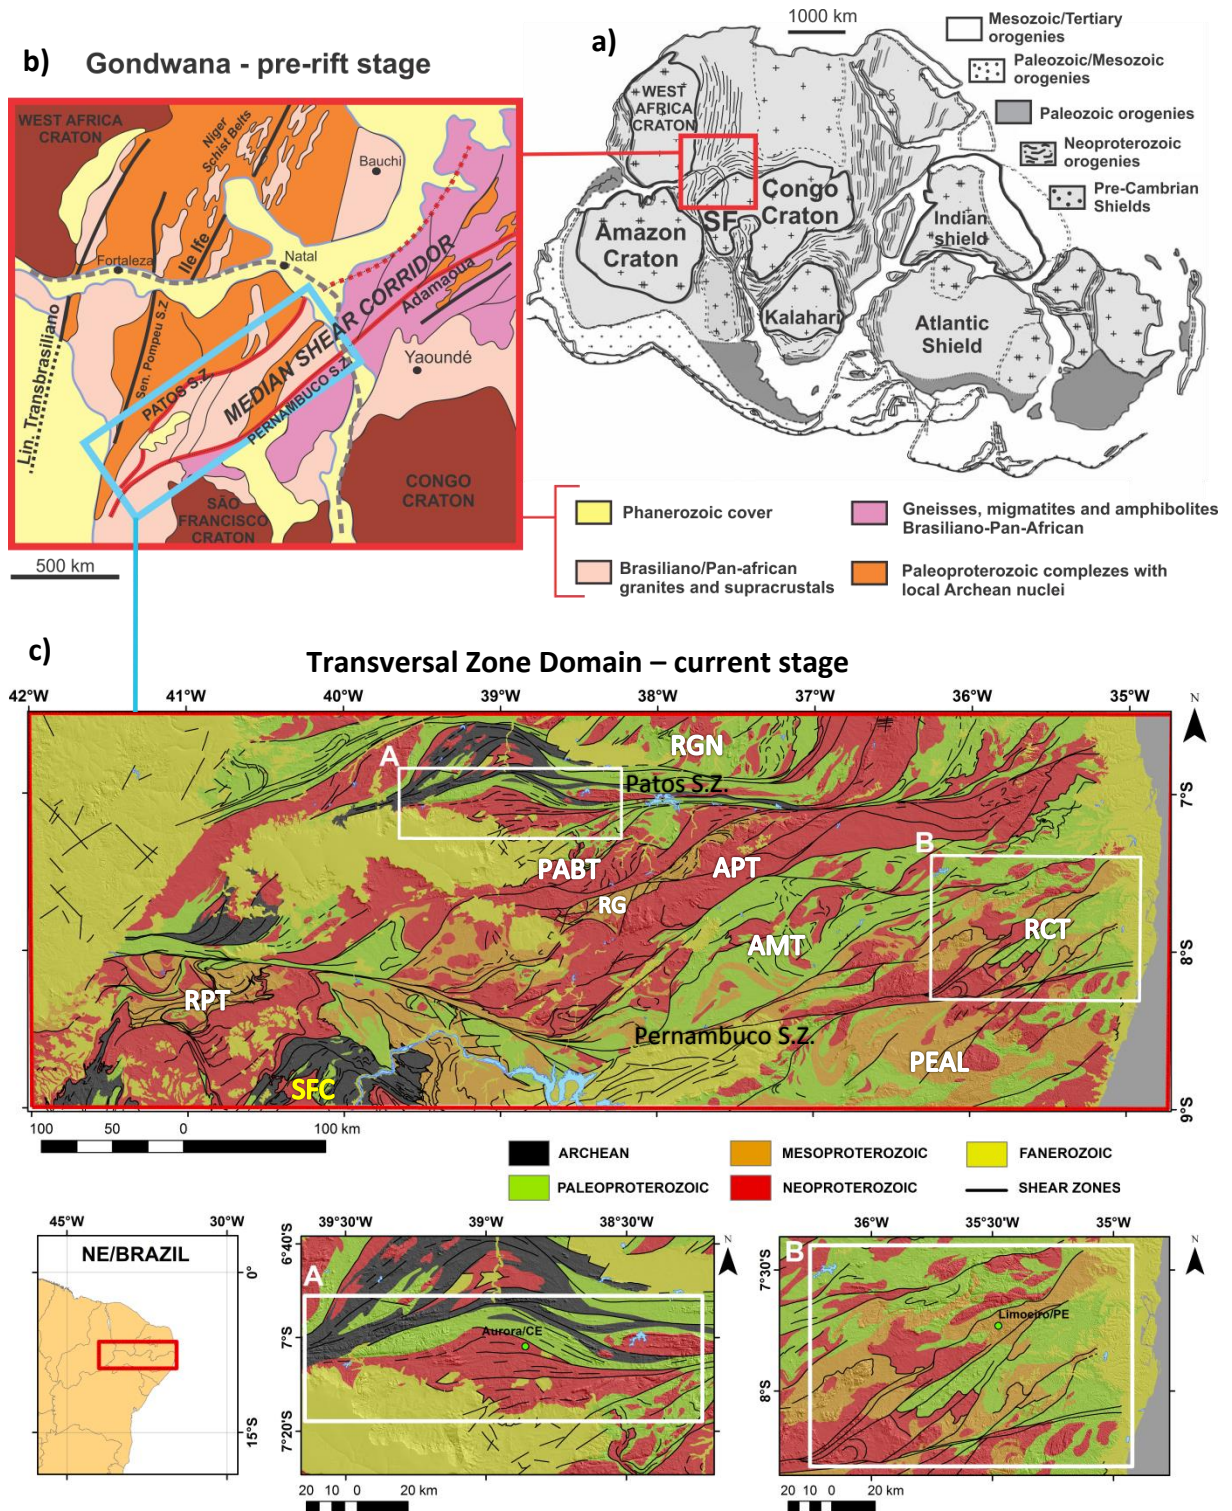 a)
1000 km
Mesozoic/Tertiary
orogenies
Paleozoic/Mesozoic
orogenies
Paleozoic orogenies
Neoproterozoic
orogenies
Pre-Cambrian
Shields
WEST
AFRICA
CRATON
S
Congo
Craton
SF
Amazon
Craton
Indian
shield
Kalahari
Atlantic
Shield
b)
Gondwana - pre-rift stage
WEST AFRICA
CRATON
Niger
Schist Belts
Bauchi
Ile Ife
Fortaleza
Natal
Lin. Transbrasiliano
Sen. Pompeu S.Z.
PATOS S.Z.
MEDIAN SHEAR CORRIDOR
Adamaoua
PERNAMBUCO S.Z.
Yaoundé
SÃO
FRANCISCO
CRATON
CONGO
CRATON
500 km
Phanerozoic cover
Gneisses, migmatites and amphibolites
Brasiliano-Pan-African
Brasiliano/Pan-african
granites and supracrustals
Paleoproterozoic complezes with
local Archean nuclei
c)
Transversal Zone Domain – current stage
42°W 41°W 40°W 39°W 38°W 37°W 36°W 35°W
N
RGN
A
Patos S.Z.
7°S
B
PABT
APT
RG
RCT
AMT
8°S
RPT
Pernambuco S.Z.
PEAL
SFC
9°S
100 50 0 100 km
ARCHEAN
MESOPROTEROZOIC
FANEROZOIC
PALEOPROTEROZOIC
NEOPROTEROZOIC
SHEAR ZONES
45°W 30°W
NE/BRAZIL
0°
15°S
39°50'S 39°W 38°50'S
N
6°40'S
A
Aurora/CE
7°S
7°20'S
20 10 0 20 km
36°W 35°50'S 35°W
N
B
7°30'S
Limoeiro/PE
8°S
20 10 0 20 km